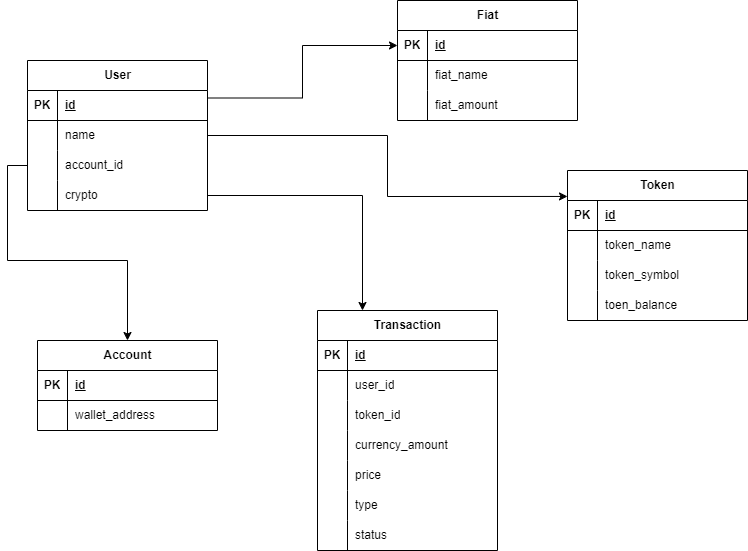 Fiat
PK id
fiat_name
fiat_amount
User
PK id
name
account_id
crypto
Token
PK id
token_name
token_symbol
toen_balance
Account
PK id
wallet_address
Transaction
PK id
user_id
token_id
currency_amount
price
type
status